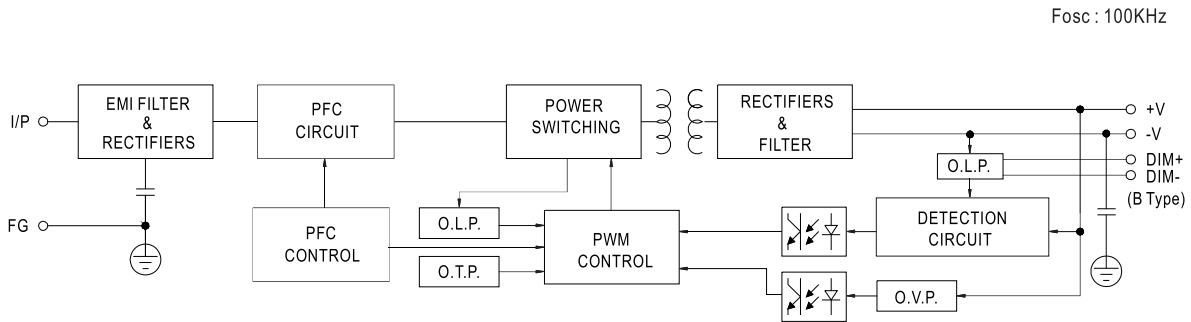 Fosc : 100KHz
I/P
EMI FILTER
&
RECTIFIERS
PFC
CIRCUIT
POWER
SWITCHING
RECTIFIERS
&
FILTER
+V
-V
O.L.P.
DIM+
DIM-
(B Type)
FG
PFC
CONTROL
O.L.P.
O.T.P.
PWM
CONTROL
DETECTION
CIRCUIT
O.V.P.